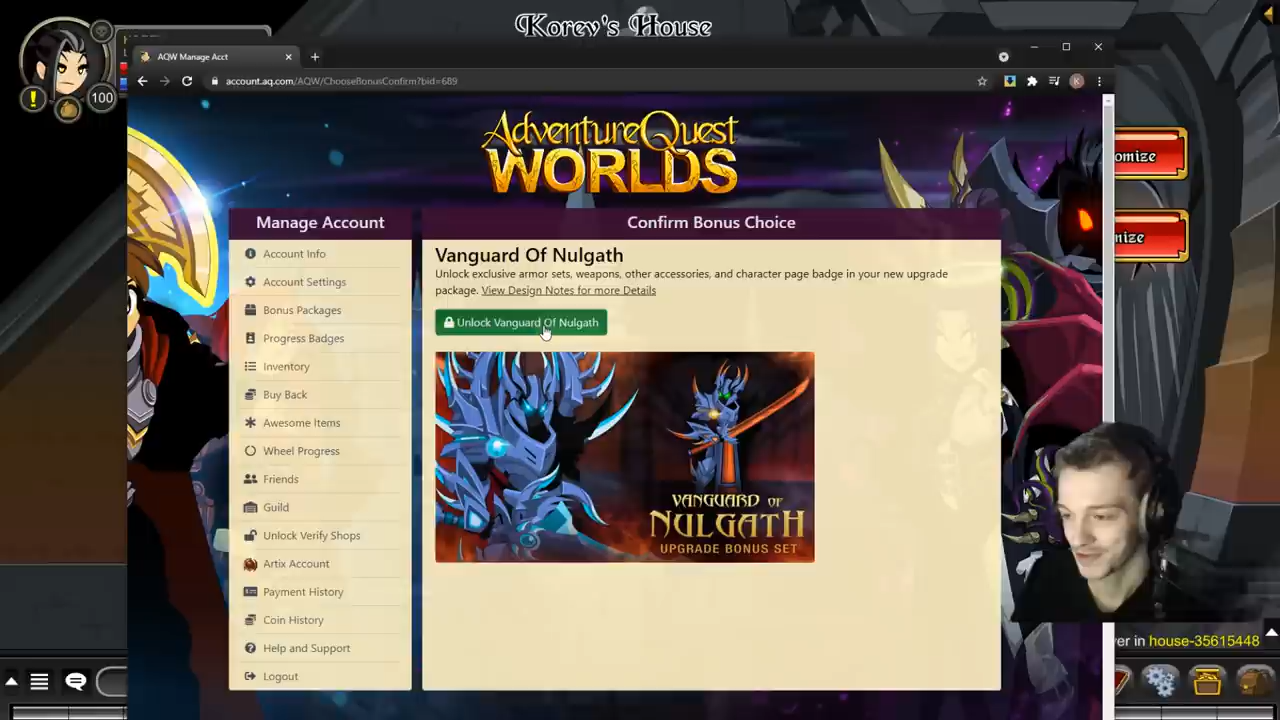 Korev's House
AQW Manage Acct
account.aq.com/AQW/ChooseBonusConfirm?bid=689
K
100
AdventureQuest
WORLDS
omize
mize
Manage Account
Account Info
Account Settings
Bonus Packages
Progress Badges
Inventory
Buy Back
Awesome Items
Wheel Progress
Friends
Guild
Unlock Verify Shops
Artix Account
Payment History
Coin History
Help and Support
Logout
Confirm Bonus Choice
Vanguard Of Nulgath
Unlock exclusive armor sets, weapons, other accessories, and character page badge in your new upgrade
package. View Design Notes for more Details
Unlock Vanguard Of Nulgath
VANGUARD OF
NULGATH
UPGRADE BONUS SET
ver in house-35615448